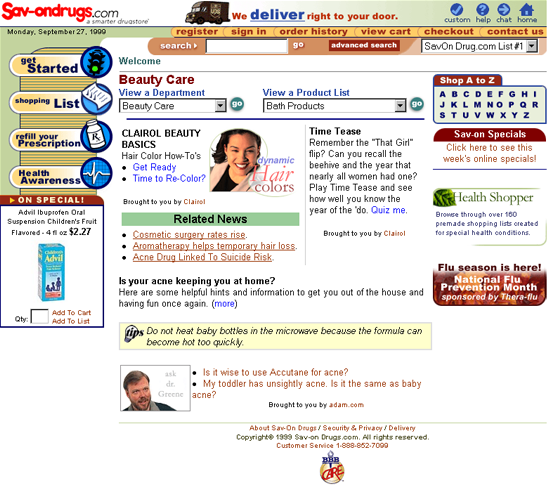 Sav-ondrugs.com
a smarter drugstore
We deliver right to your door.
custom help chat home
Monday, September 27, 1999
register sign in order history view cart checkout contact us
search go advanced search SavOn Drug.com List #1
get Started
shopping List
refill your Prescription
Health Awareness
ON SPECIAL!
Advil Ibuprofen Oral
Suspension Children's Fruit
Flavored - 4 fl oz $2.27
Children's
Advil
Qty: Add To Cart
Add To List
Welcome
Beauty Care
View a Department
Beauty Care go
View a Product List
Bath Products go
CLAIROL BEAUTY
BASICS
Hair Color How-To's
Get Ready
Time to Re-Color?
Brought to you by Clairol
dynamic
Hair
colors
Time Tease
Remember the "That Girl"
flip? Can you recall the
beehive and the year that
nearly all women had one?
Play Time Tease and see
how well you know the
year of the 'do. Quiz me.
Brought to you by Clairol
Related News
Cosmetic surgery rates rise.
Aromatherapy helps temporary hair loss.
Acne Drug Linked To Suicide Risk.
Is your acne keeping you at home?
Here are some helpful hints and information to get you out of the house and
having fun once again. (more)
tips Do not heat baby bottles in the microwave because the formula can
become hot too quickly.
ask
dr.
Greene
Is it wise to use Accutane for acne?
My toddler has unsightly acne. Is it the same as baby
acne?
Brought to you by adam.com
Shop A to Z
A B C D E F G H I
J K L M N O P Q R
S T U V W X Y Z
Sav-on Specials
Click here to see this
week's online specials!
Health Shopper
Browse through over 160
premade shopping lists created
for special health conditions.
Flu season is here!
National Flu
Prevention Month
sponsored by Thera-flu
About Sav-On Drugs / Security & Privacy / Delivery
Copyright® 1999 Sav-on Drugs.com. All rights reserved.
Customer Service 1-888-852-7099
BBB
CARE